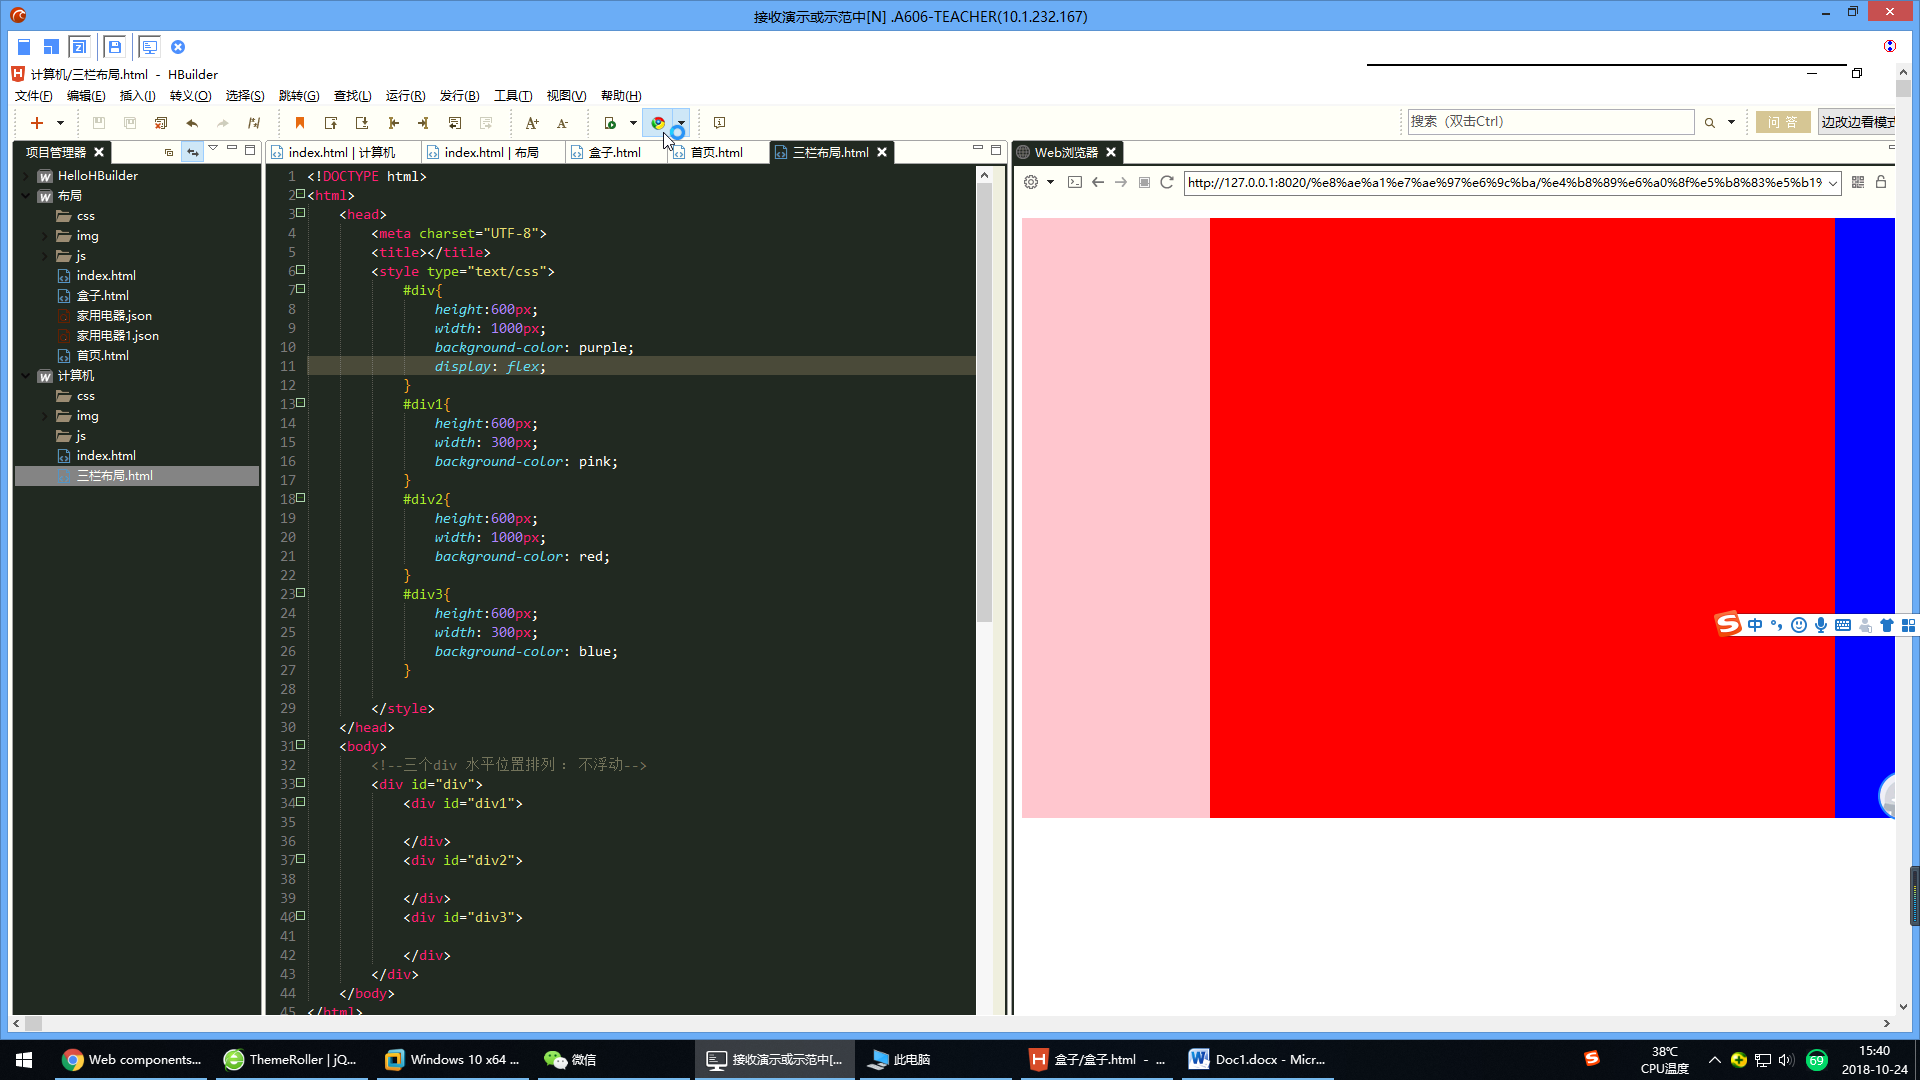 接收演示或示范中[N] .A606-TEACHER(10.1.232.167)
计算机/三栏布局.html - HBuilder
文件(F) 编辑(E) 插入(I) 转义(O) 选择(S) 跳转(G) 查找(L) 运行(R) 发行(B) 工具(T) 视图(V) 帮助(H)
搜索（双击Ctrl） 问 答 边改边看模式
项目管理器 index.html | 计算机 index.html | 布局 盒子.html 首页.html 三栏布局.html Web浏览器
http://127.0.0.1:8020/%e8%ae%a1%e7%ae%97%e6%9c%ba/%e4%b8%89%e6%a0%8f%e5%b8%83%e5%b1%
HelloHBuilder
布局
css
img
js
index.html
盒子.html
家用电器.json
家用电器1.json
首页.html
计算机
css
img
js
index.html
三栏布局.html
1 <!DOCTYPE html>
2 <html>
3 <head>
4 <meta charset="UTF-8">
5 <title></title>
6 <style type="text/css">
7 #div{
8 height:600px;
9 width: 1000px;
10 background-color: purple;
11 display: flex;
12 }
13 #div1{
14 height:600px;
15 width: 300px;
16 background-color: pink;
17 }
18 #div2{
19 height:600px;
20 width: 1000px;
21 background-color: red;
22 }
23 #div3{
24 height:600px;
25 width: 300px;
26 background-color: blue;
27 }
28
29 </style>
30 </head>
31 <body>
32 <!--三个div 水平位置排列 : 不浮动-->
33 <div id="div">
34 <div id="div1">
35
36 </div>
37 <div id="div2">
38
39 </div>
40 <div id="div3">
41
42 </div>
43 </div>
44 </body>
45 </html>
中
Web components... ThemeRoller | jQ... Windows 10 x64 ... 微信 接收演示或示范中[... 此电脑 盒子/盒子.html - ... Doc1.docx - Micr...
38℃
CPU温度
69
15:40
2018-10-24